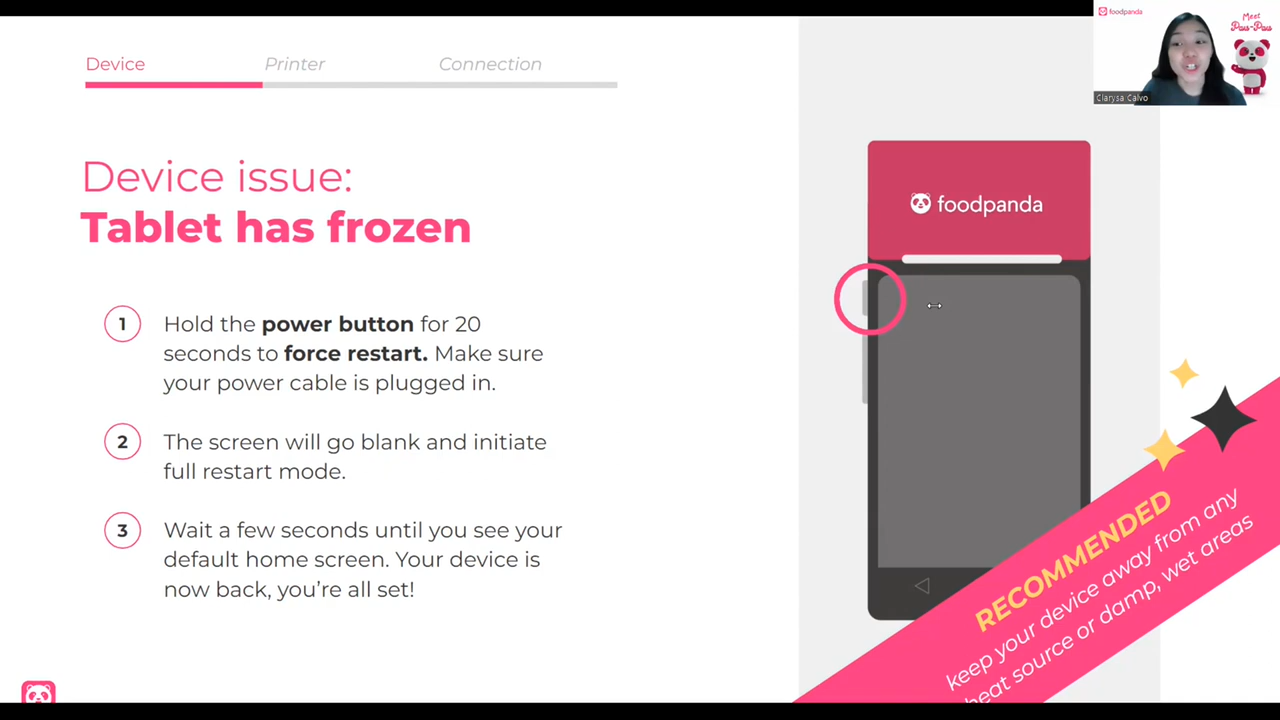 Device Printer Connection
Device issue:
Tablet has frozen
1 Hold the power button for 20
seconds to force restart. Make sure
your power cable is plugged in.
2 The screen will go blank and initiate
full restart mode.
3 Wait a few seconds until you see your
default home screen. Your device is
now back, you're all set!
foodpanda
RECOMMENDED
keep your device away from any
heat source or damp, wet areas
foodpanda
Meet
Pau-Pau
Clarysa Calvo